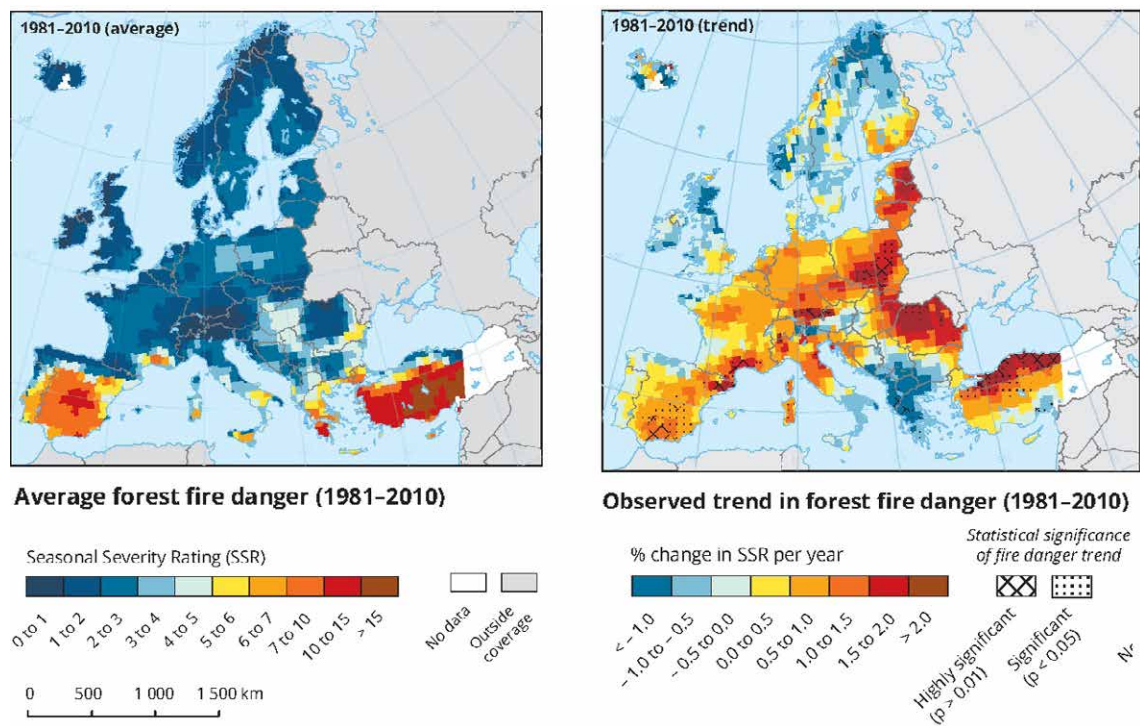 1981–2010 (average)
1981–2010 (trend)
Average forest fire danger (1981–2010)
Seasonal Severity Rating (SSR)
0 to 1
1 to 2
2 to 3
3 to 4
4 to 5
5 to 6
6 to 7
7 to 10
10 to 15
> 15
No data
Outside
coverage
0 500 1 000 1 500 km
Observed trend in forest fire danger (1981–2010)
% change in SSR per year
< – 1.0
– 1.0 to – 0.5
– 0.5 to 0.0
0.0 to 0.5
0.5 to 1.0
1.0 to 1.5
1.5 to 2.0
> 2.0
Statistical significance
of fire danger trend
Highly significant
(p > 0.01)
Significant
(p < 0.05)